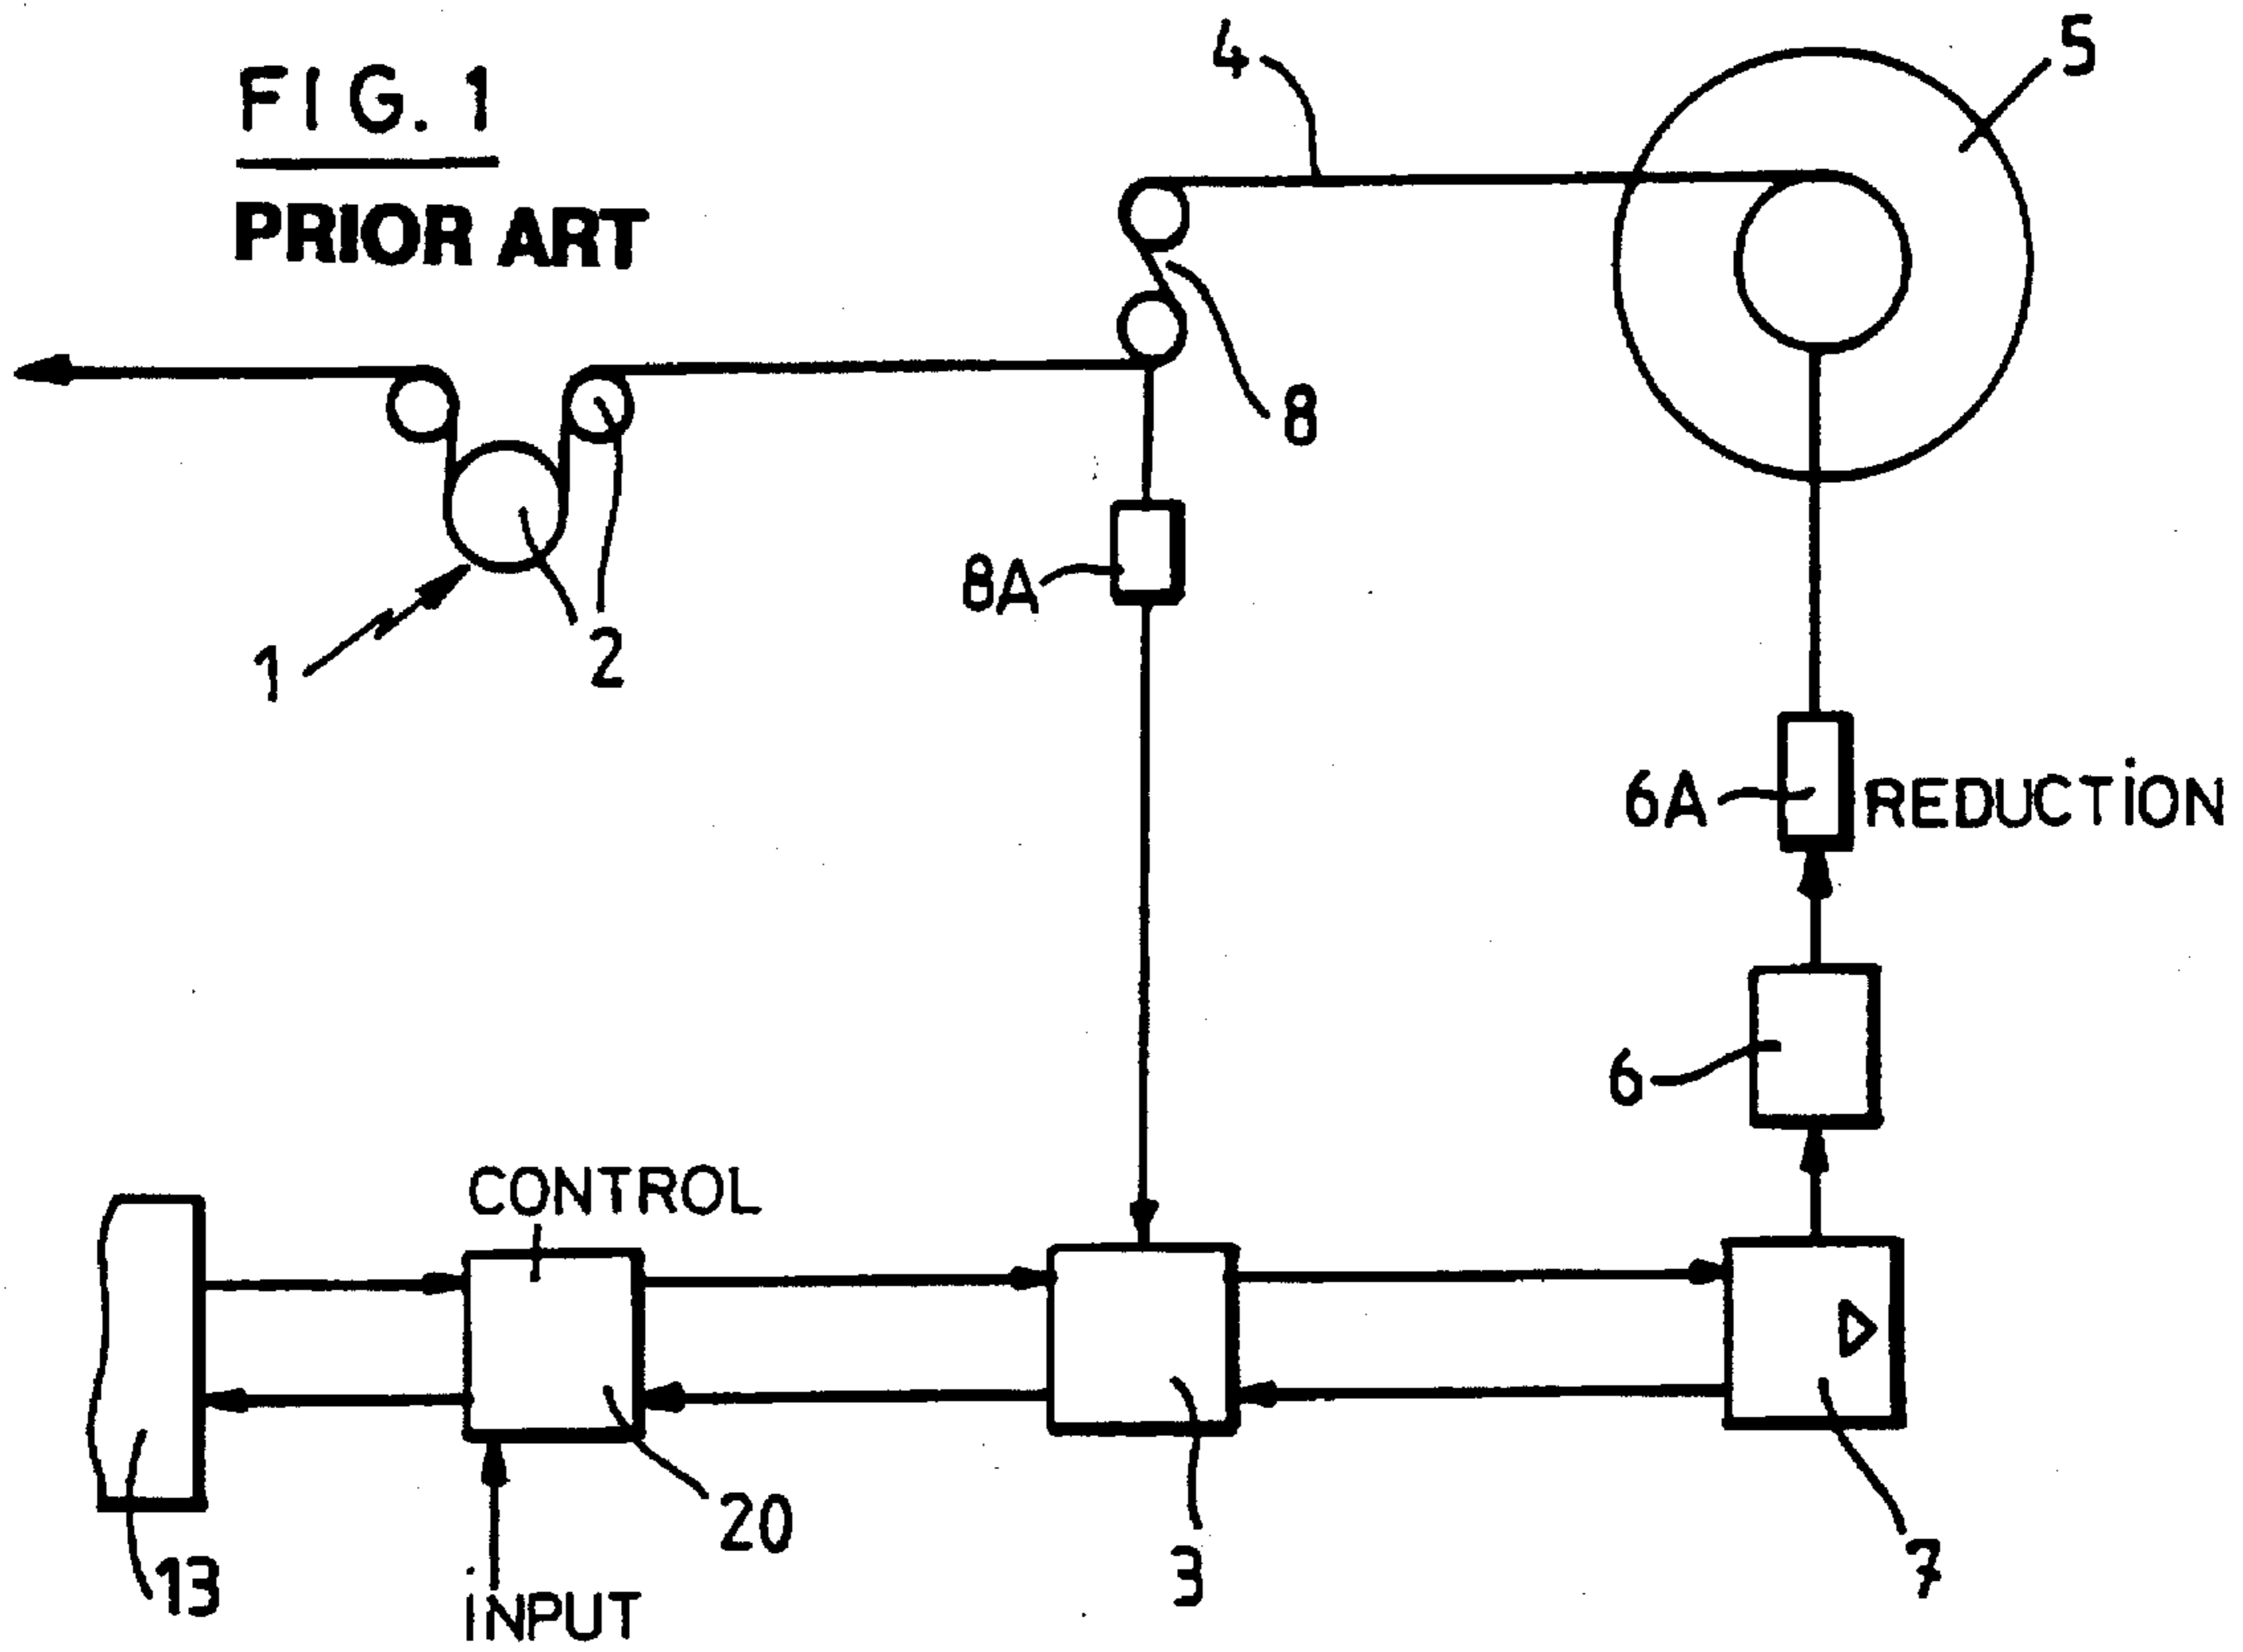 FIG. 1
PRIOR ART
4
5
8
8A
1
2
6A
REDUCTION
6
CONTROL
20
13
INPUT
3
7